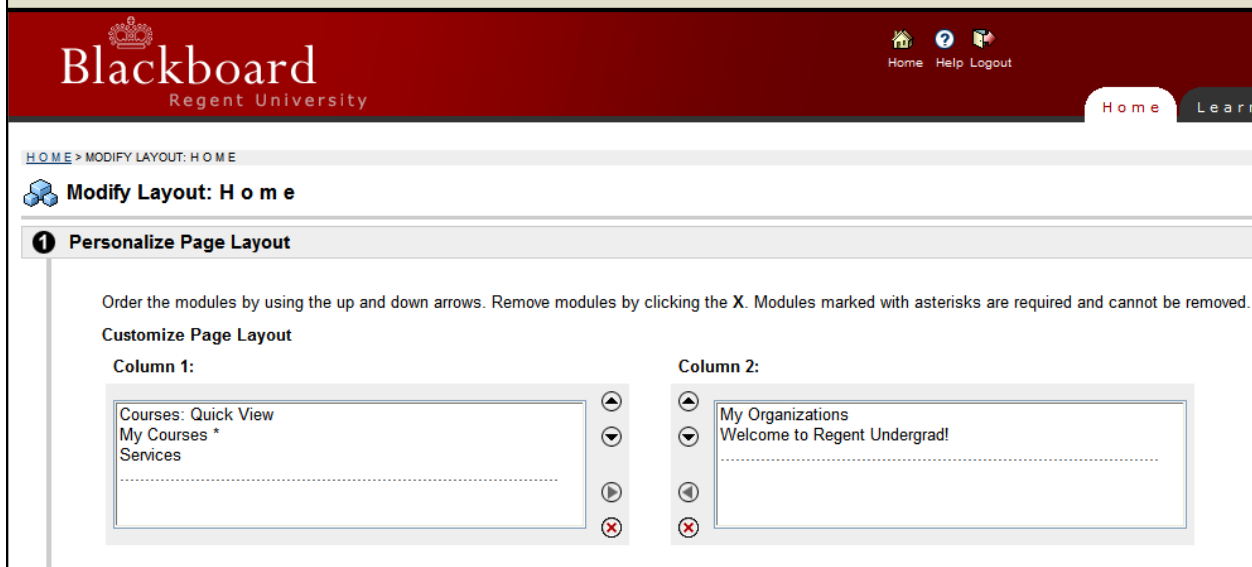 Blackboard
Regent University
Home Help Logout
Home
HOME > MODIFY LAYOUT: H O M E
Modify Layout: H o m e
1 Personalize Page Layout
Order the modules by using the up and down arrows. Remove modules by clicking the X. Modules marked with asterisks are required and cannot be removed.
Customize Page Layout
Column 1:
Column 2:
Courses: Quick View
My Courses *
Services
My Organizations
Welcome to Regent Undergrad!